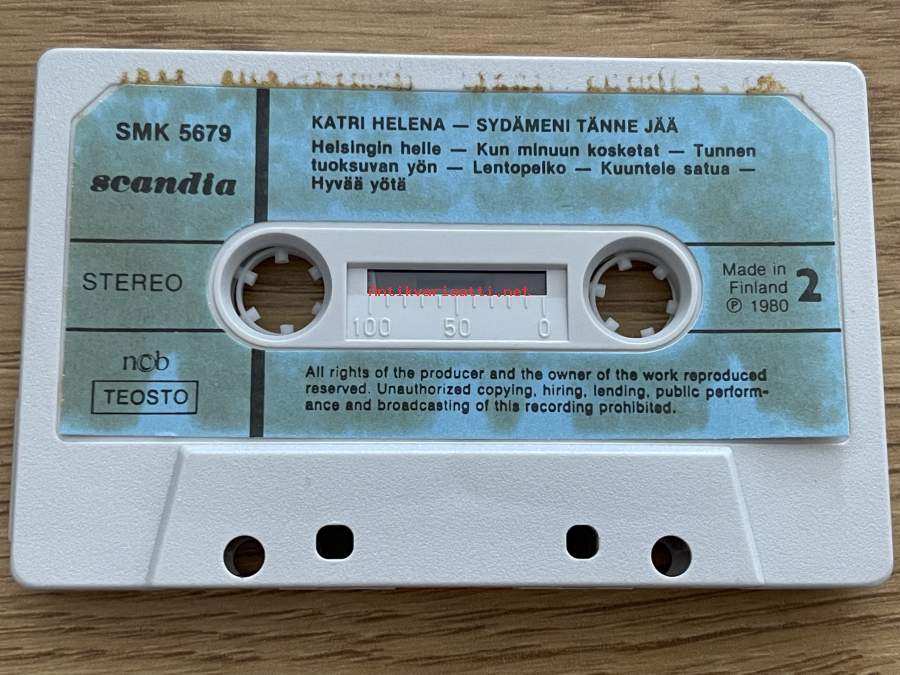 SMK 5679
scandia
KATRI HELENA — SYDÄMENI TÄNNE JÄÄ
Helsingin helle — Kun minuun kosketat — Tunnen
tuoksuvan yön — Lentopelko — Kuuntele satua —
Hyvää yötä
STEREO
Antikvariaatti.net
100 50 0
Made in
Finland
℗ 1980
2
ncb
TEOSTO
All rights of the producer and the owner of the work reproduced
reserved. Unauthorized copying, hiring, lending, public perform-
ance and broadcasting of this recording prohibited.